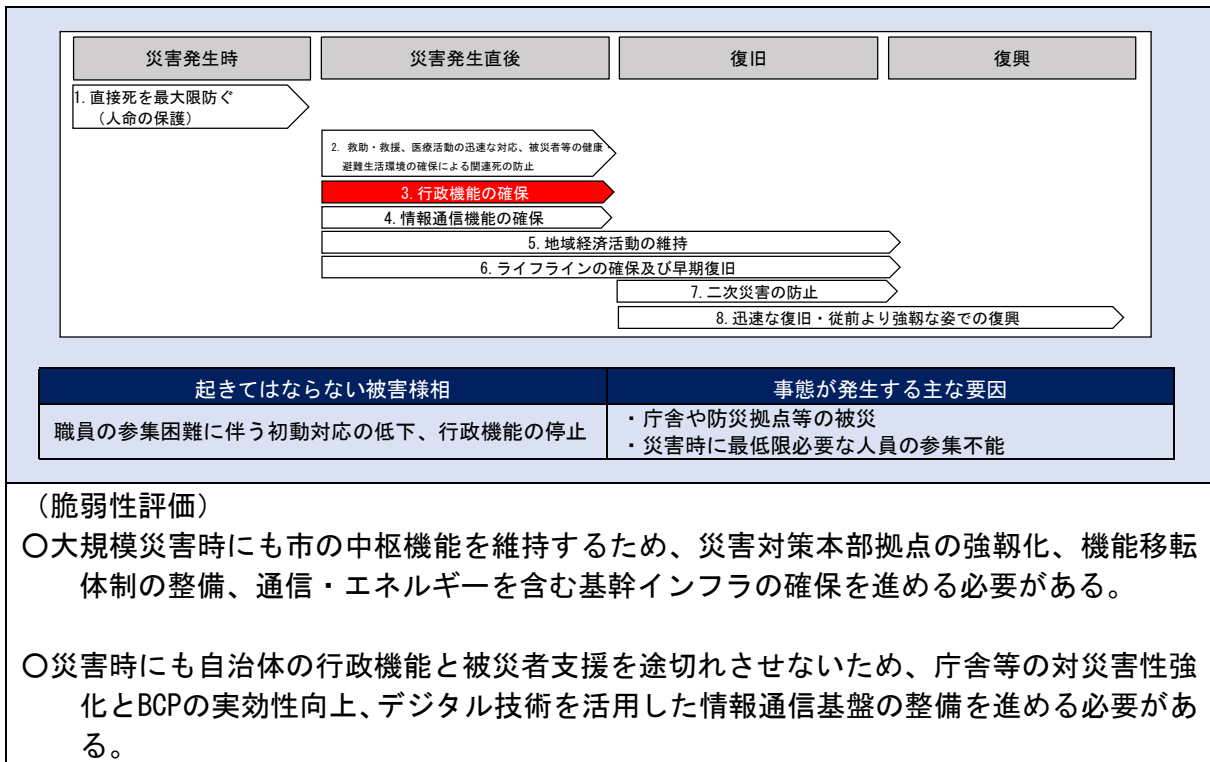 災害発生時
災害発生直後
復旧
復興
1. 直接死を最大限防ぐ
（人命の保護）
2. 救助・救援、医療活動の迅速な対応、被災者等の健康・
避難生活環境の確保による関連死の防止
3. 行政機能の確保
4. 情報通信機能の確保
5. 地域経済活動の維持
6. ライフラインの確保及び早期復旧
7. 二次災害の防止
8. 迅速な復旧・従前より強靱な姿での復興
起きてはならない被害様相
事態が発生する主な要因
職員の参集困難に伴う初動対応の低下、行政機能の停止
・庁舎や防災拠点等の被災
・災害時に最低限必要な人員の参集不能
（脆弱性評価）
〇大規模災害時にも市の中枢機能を維持するため、災害対策本部拠点の強靱化、機能移転
体制の整備、通信・エネルギーを含む基幹インフラの確保を進める必要がある。
〇災害時にも自治体の行政機能と被災者支援を途切れさせないため、庁舎等の対災害性強
化とBCPの実効性向上、デジタル技術を活用した情報通信基盤の整備を進める必要があ
る。